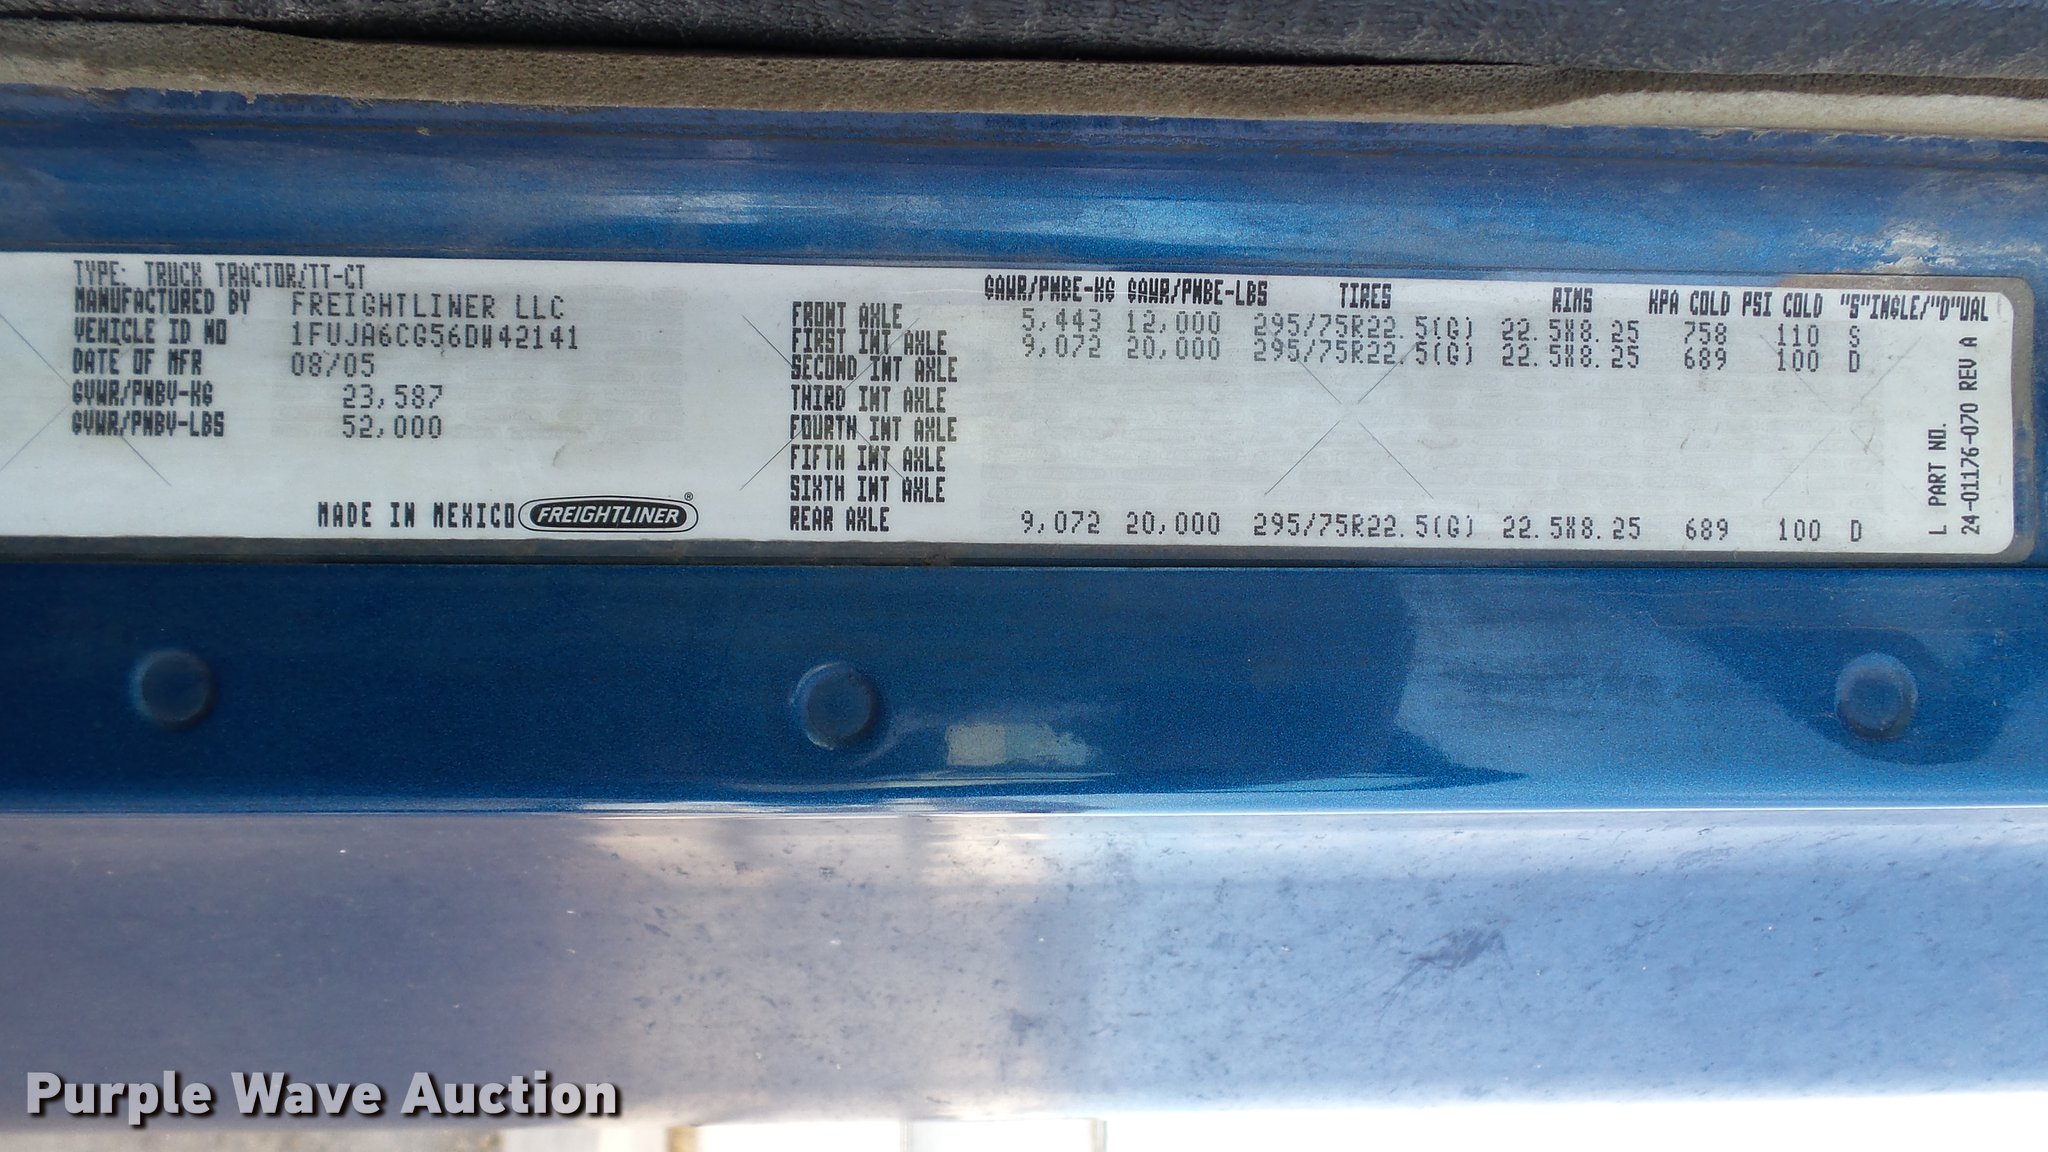 TYPE: TRUCK TRACTOR/TT-CT
MANUFACTURED BY FREIGHTLINER LLC
VEHICLE ID NO 1FUJA6CG56DW42141
DATE OF MFR 08/05
GVWR/PNBV-KG 23,587
GVWR/PNBV-LBS 52,000
MADE IN MEXICO FREIGHTLINER ®
GAWR/PNBE-KG GAWR/PNBE-LBS TIRES RIMS KPA COLD PSI COLD "S"INGLE/"D"UAL
FRONT AXLE 5,443 12,000 295/75R22.5(G) 22.5X8.25 758 110 S
FIRST INT AXLE 9,072 20,000 295/75R22.5(G) 22.5X8.25 689 100 D
SECOND INT AXLE
THIRD INT AXLE
FOURTH INT AXLE
FIFTH INT AXLE
SIXTH INT AXLE
REAR AXLE 9,072 20,000 295/75R22.5(G) 22.5X8.25 689 100 D
L PART NO.
24-01176-070 REV A
Purple Wave Auction